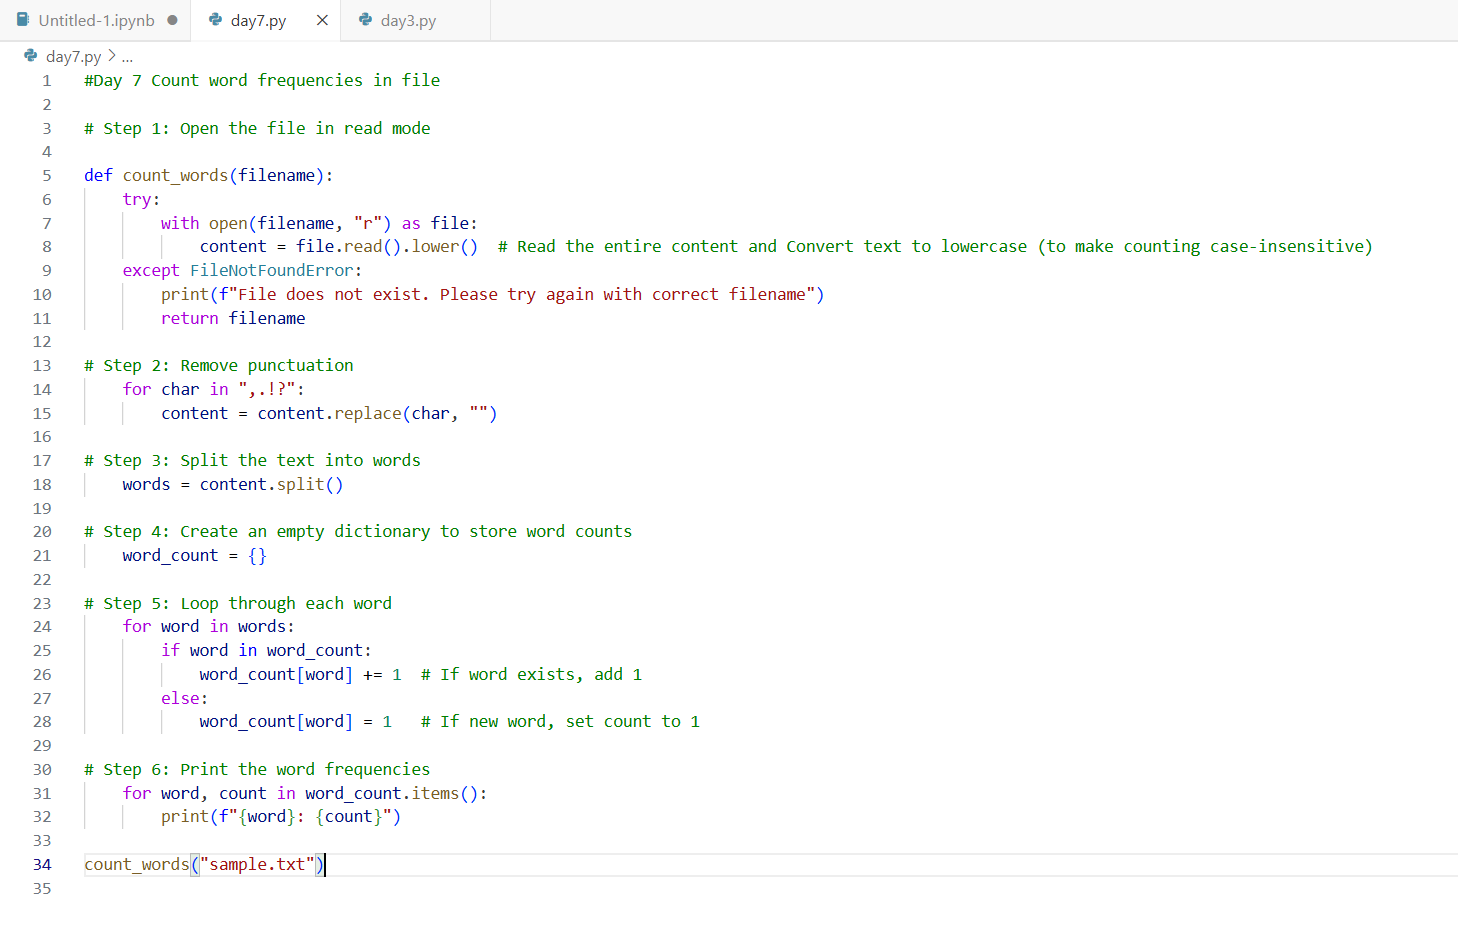 Untitled-1.ipynb day7.py day3.py
day7.py > ...
1 #Day 7 Count word frequencies in file
2
3 # Step 1: Open the file in read mode
4
5 def count_words(filename):
6     try:
7         with open(filename, "r") as file:
8             content = file.read().lower()  # Read the entire content and Convert text to lowercase (to make counting case-insensitive)
9     except FileNotFoundError:
10         print(f"File does not exist. Please try again with correct filename")
11         return filename
12
13 # Step 2: Remove punctuation
14     for char in ",.!?":
15         content = content.replace(char, "")
16
17 # Step 3: Split the text into words
18     words = content.split()
19
20 # Step 4: Create an empty dictionary to store word counts
21     word_count = {}
22
23 # Step 5: Loop through each word
24     for word in words:
25         if word in word_count:
26             word_count[word] += 1  # If word exists, add 1
27         else:
28             word_count[word] = 1   # If new word, set count to 1
29
30 # Step 6: Print the word frequencies
31     for word, count in word_count.items():
32         print(f"{word}: {count}")
33
34 count_words("sample.txt")
35